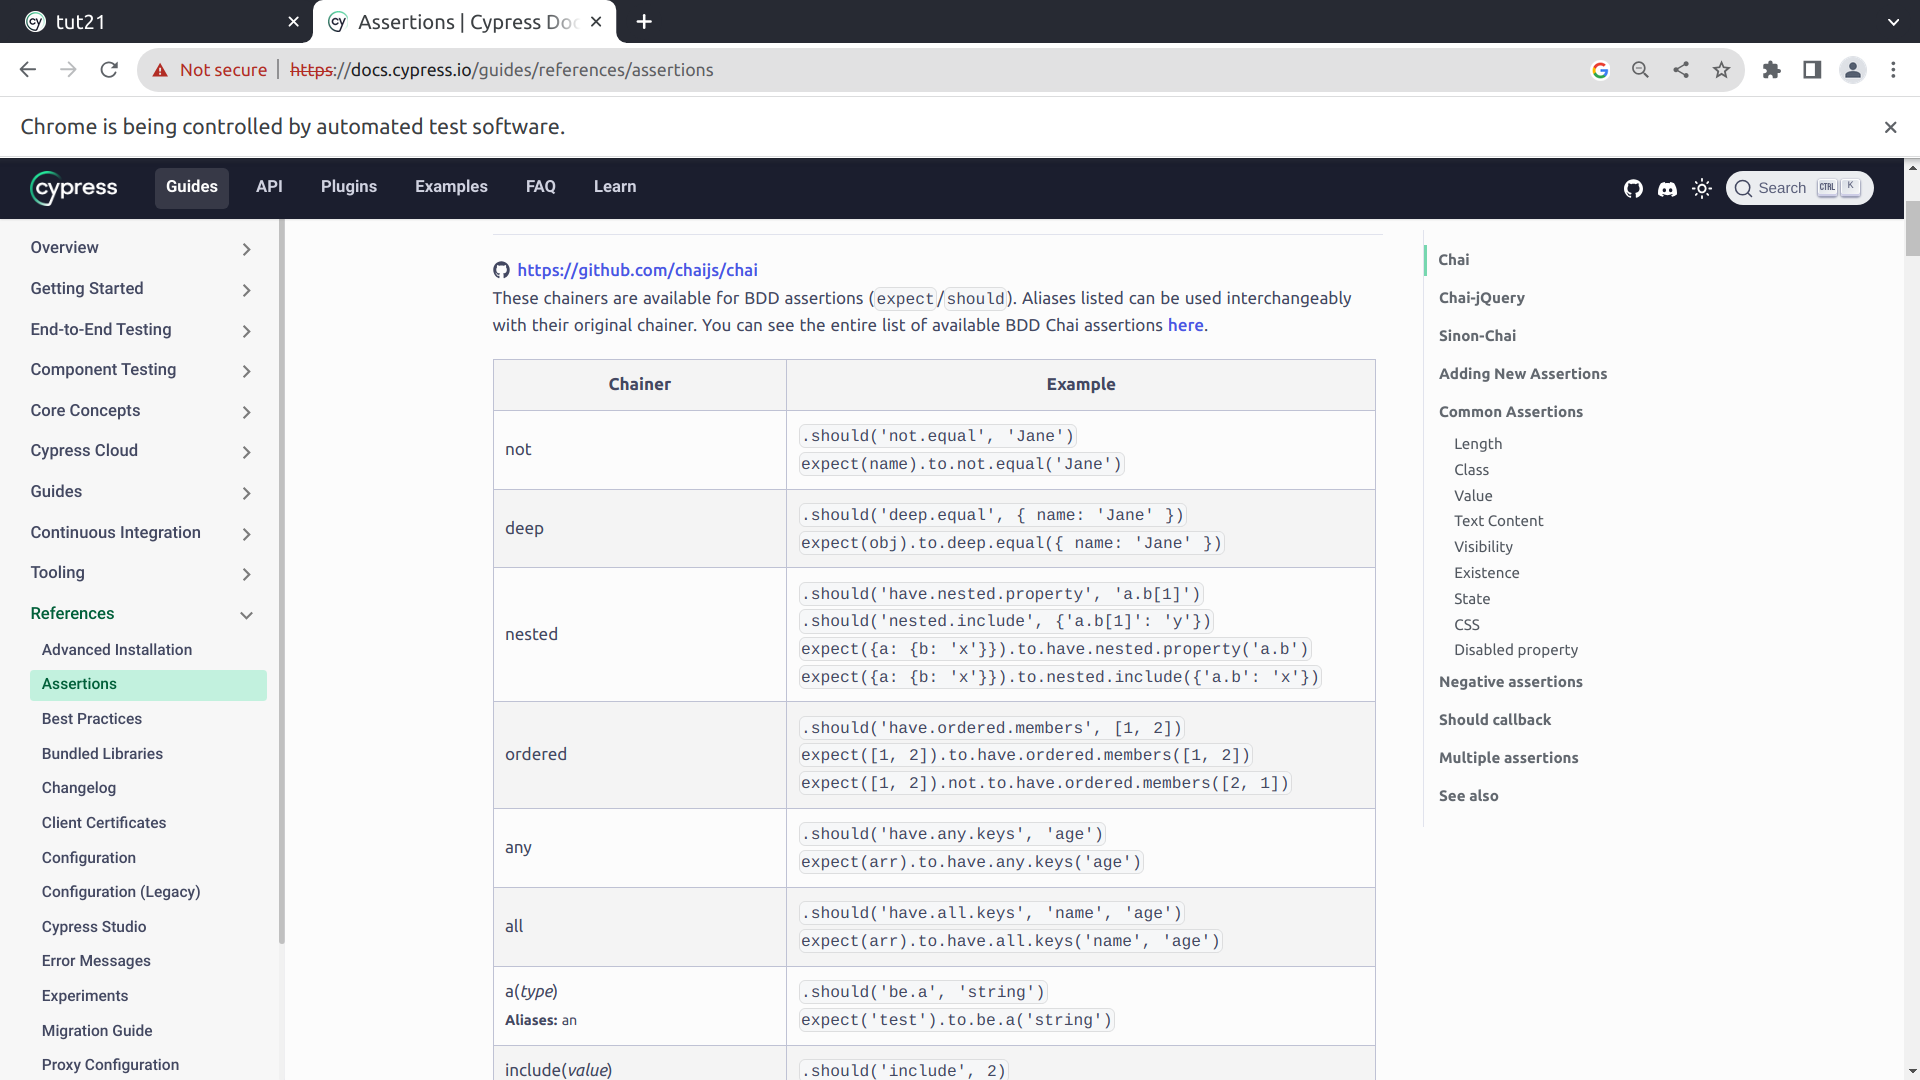 tut21
Assertions | Cypress Doc
Not secure | https://docs.cypress.io/guides/references/assertions
Chrome is being controlled by automated test software.
cypress
Guides
API
Plugins
Examples
FAQ
Learn
Search CTRL K
Overview
Getting Started
End-to-End Testing
Component Testing
Core Concepts
Cypress Cloud
Guides
Continuous Integration
Tooling
References
Advanced Installation
Assertions
Best Practices
Bundled Libraries
Changelog
Client Certificates
Configuration
Configuration (Legacy)
Cypress Studio
Error Messages
Experiments
Migration Guide
Proxy Configuration
https://github.com/chaijs/chai
These chainers are available for BDD assertions (expect/should). Aliases listed can be used interchangeably
with their original chainer. You can see the entire list of available BDD Chai assertions here.
Chainer
Example
not
.should('not.equal', 'Jane')
expect(name).to.not.equal('Jane')
deep
.should('deep.equal', { name: 'Jane' })
expect(obj).to.deep.equal({ name: 'Jane' })
nested
.should('have.nested.property', 'a.b[1]')
.should('nested.include', {'a.b[1]': 'y'})
expect({a: {b: 'x'}}).to.have.nested.property('a.b')
expect({a: {b: 'x'}}).to.nested.include({'a.b': 'x'})
ordered
.should('have.ordered.members', [1, 2])
expect([1, 2]).to.have.ordered.members([1, 2])
expect([1, 2]).not.to.have.ordered.members([2, 1])
any
.should('have.any.keys', 'age')
expect(arr).to.have.any.keys('age')
all
.should('have.all.keys', 'name', 'age')
expect(arr).to.have.all.keys('name', 'age')
a(type)
Aliases: an
.should('be.a', 'string')
expect('test').to.be.a('string')
include(value)
.should('include', 2)
Chai
Chai-jQuery
Sinon-Chai
Adding New Assertions
Common Assertions
Length
Class
Value
Text Content
Visibility
Existence
State
CSS
Disabled property
Negative assertions
Should callback
Multiple assertions
See also